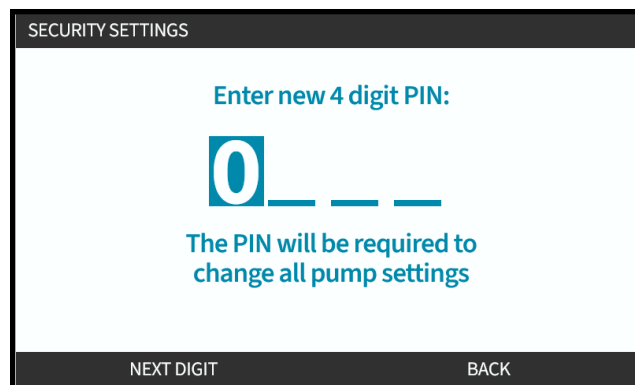 SECURITY SETTINGS
Enter new 4 digit PIN:
0_ _ _
The PIN will be required to
change all pump settings
NEXT DIGIT BACK